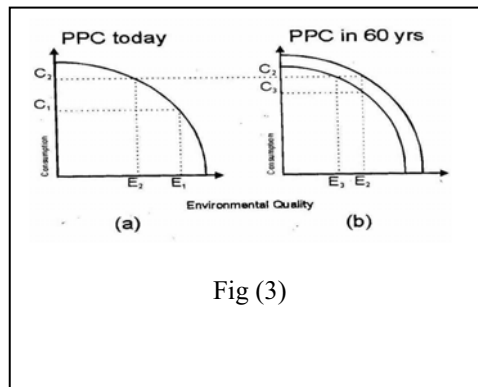 PPC today
PPC in 60 yrs
C₂
C₁
Consumption
E₂
E₁
C₂
C₃
Consumption
E₃
E₂
Environmental Quality
(a)
(b)
Fig (3)